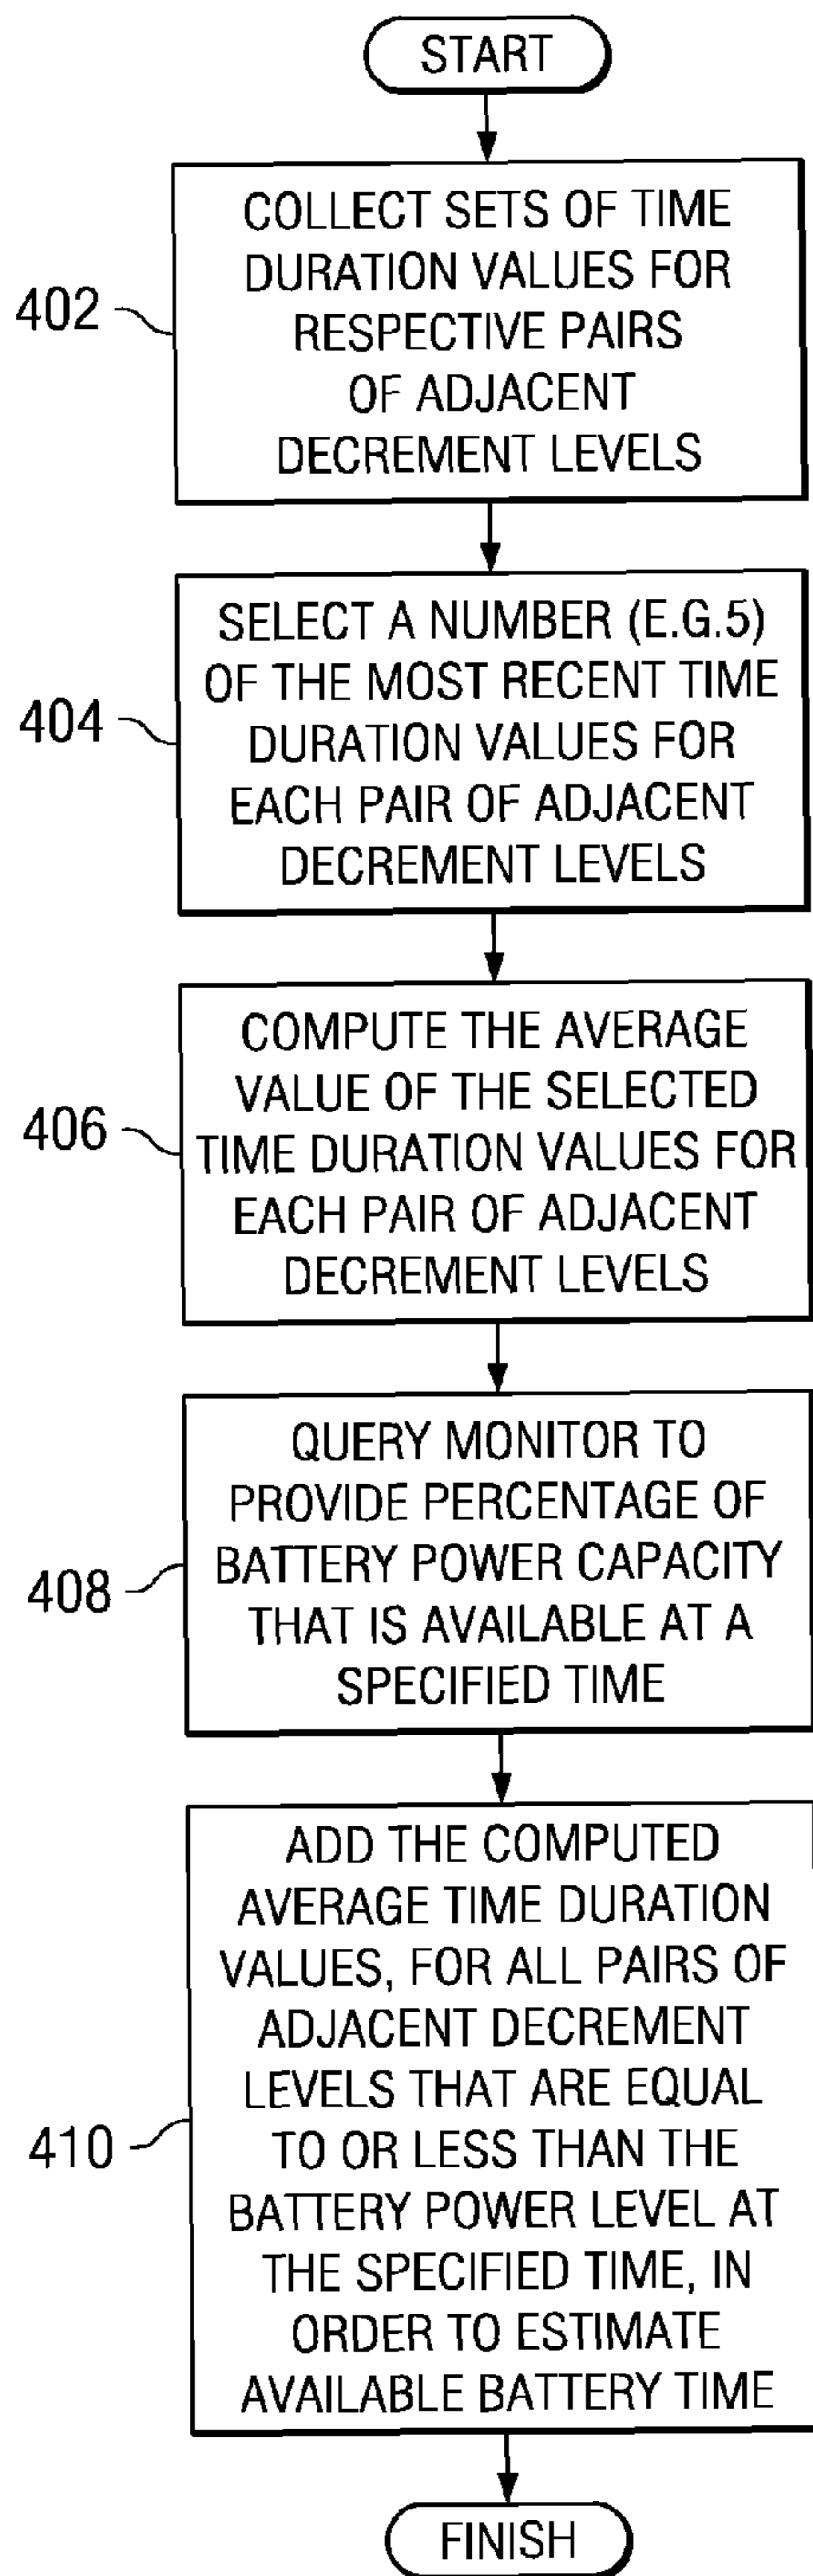 START
COLLECT SETS OF TIME
DURATION VALUES FOR
RESPECTIVE PAIRS
OF ADJACENT
DECREMENT LEVELS
402
SELECT A NUMBER (E.G.5)
OF THE MOST RECENT TIME
DURATION VALUES FOR
EACH PAIR OF ADJACENT
DECREMENT LEVELS
404
COMPUTE THE AVERAGE
VALUE OF THE SELECTED
TIME DURATION VALUES FOR
EACH PAIR OF ADJACENT
DECREMENT LEVELS
406
QUERY MONITOR TO
PROVIDE PERCENTAGE OF
BATTERY POWER CAPACITY
THAT IS AVAILABLE AT A
SPECIFIED TIME
408
ADD THE COMPUTED
AVERAGE TIME DURATION
VALUES, FOR ALL PAIRS OF
ADJACENT DECREMENT
LEVELS THAT ARE EQUAL
TO OR LESS THAN THE
BATTERY POWER LEVEL AT
THE SPECIFIED TIME, IN
ORDER TO ESTIMATE
AVAILABLE BATTERY TIME
410
FINISH